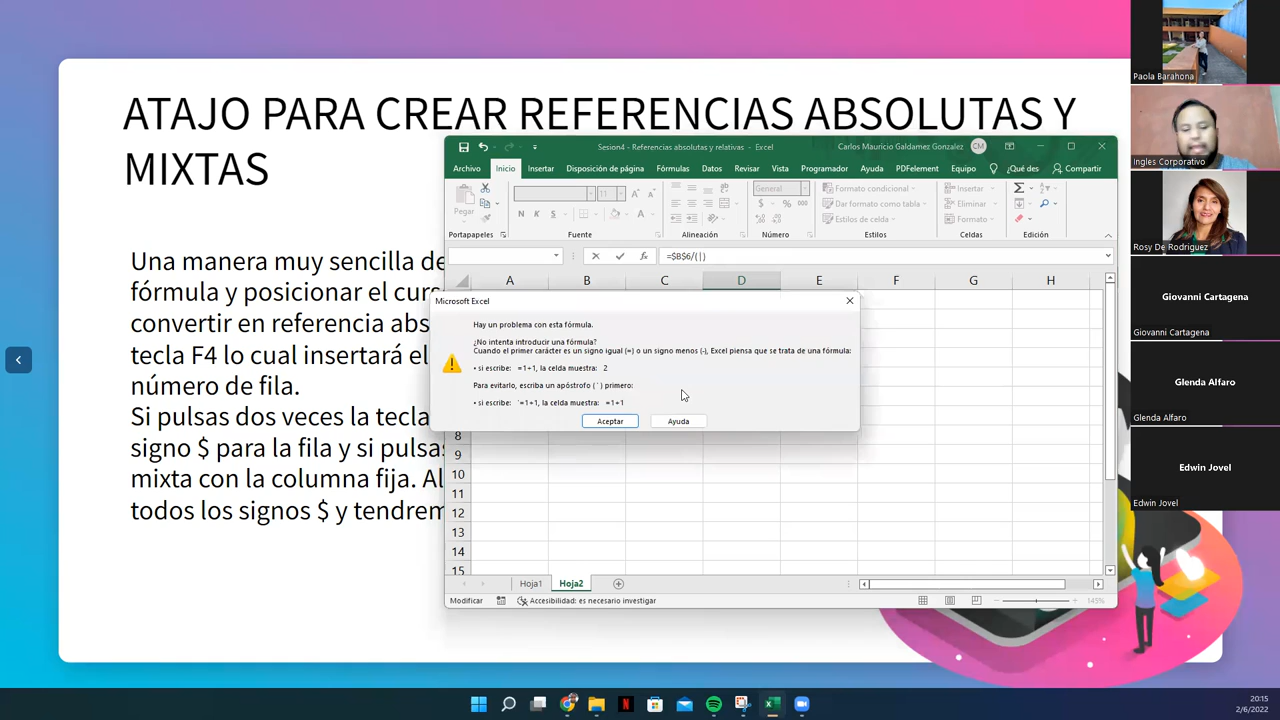 ATAJO PARA CREAR REFERENCIAS ABSOLUTAS Y
MIXTAS
Una manera muy sencilla de
fórmula y posicionar el curs
convertir en referencia abs
tecla F4 lo cual insertará el
número de fila.
Si pulsas dos veces la tecla
signo $ para la fila y si pulsas
mixta con la columna fija. Al
todos los signos $ y tendrem
Sesion4 - Referencias absolutas y relativas - Excel
Carlos Mauricio Galdamez Gonzalez
CM
Archivo Inicio Insertar Disposición de página Fórmulas Datos Revisar Vista Programador Ayuda PDFelement Equipo ¿Qué des Compartir
Pegar
11
N K S
General
$ % 000
Formato condicional
Dar formato como tabla
Estilos de celda
Insertar
Eliminar
Formato
Portapapeles Fuente Alineación Número Estilos Celdas Edición
fx =$B$6/(|)
A B C D E F G H
Microsoft Excel
Hay un problema con esta fórmula.
¿No intenta introducir una fórmula?
Cuando el primer carácter es un signo igual (=) o un signo menos (-), Excel piensa que se trata de una fórmula:
• si escribe: =1+1, la celda muestra: 2
Para evitarlo, escriba un apóstrofo ( ` ) primero:
• si escribe: `=1+1, la celda muestra: =1+1
Aceptar Ayuda
8
9
10
11
12
13
14
15
Hoja1 Hoja2
Modificar Accesibilidad: es necesario investigar 145%
Paola Barahona
Ingles Corporativo
Rosy De Rodriguez
Giovanni Cartagena
Giovanni Cartagena
Glenda Alfaro
Glenda Alfaro
Edwin Jovel
Edwin Jovel
20:15
2/6/2022